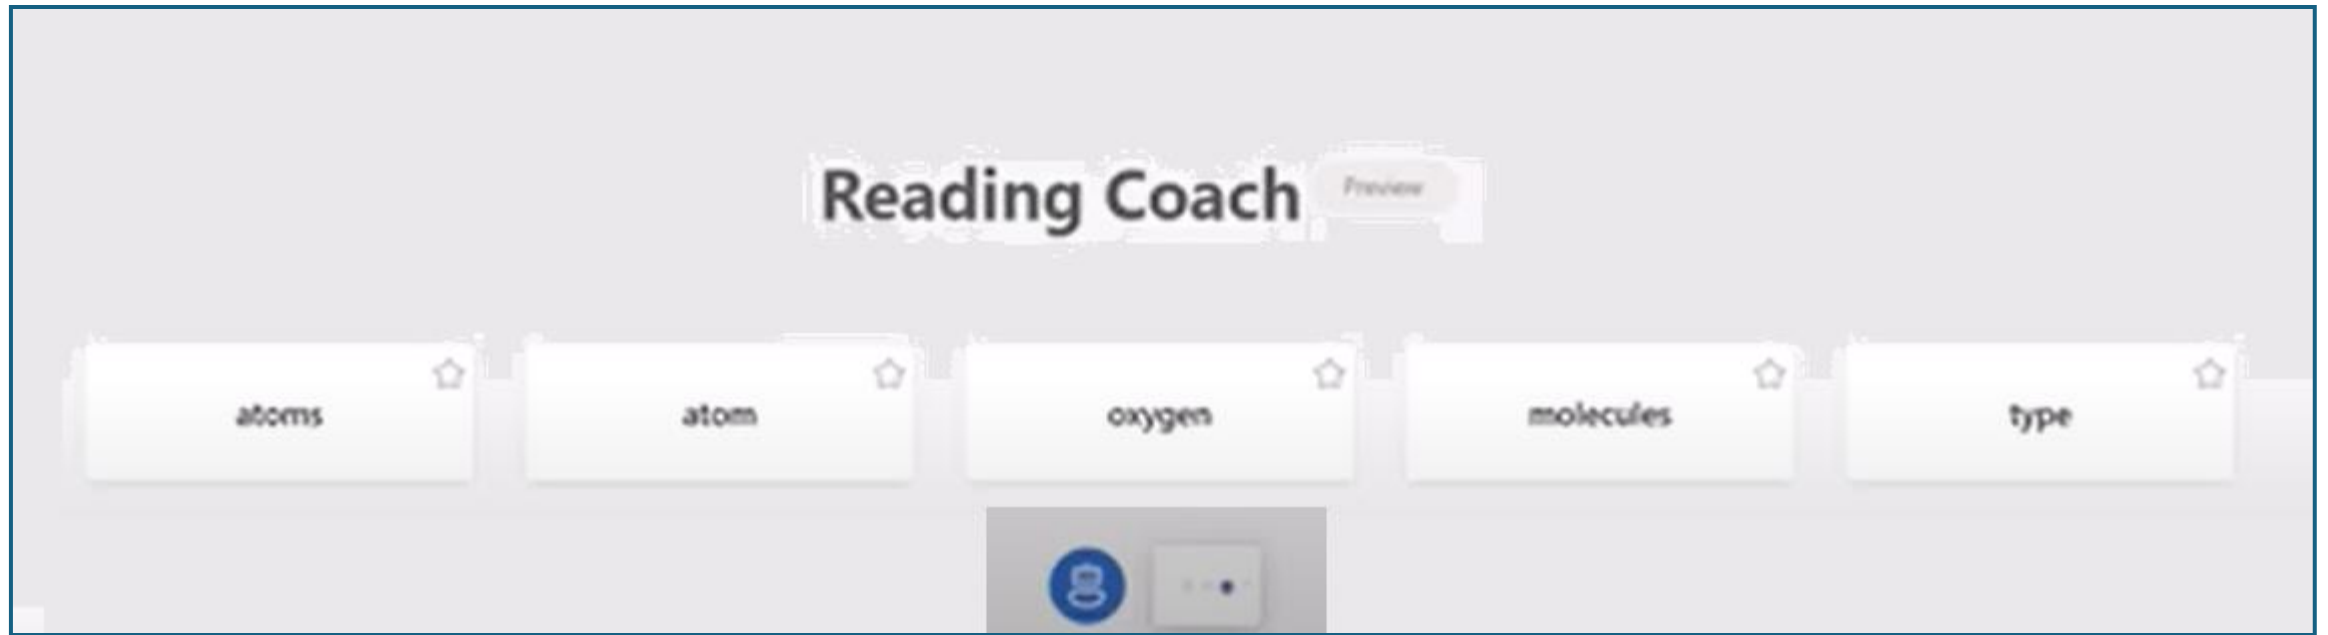 Reading Coach Preview
atoms atom oxygen molecules type